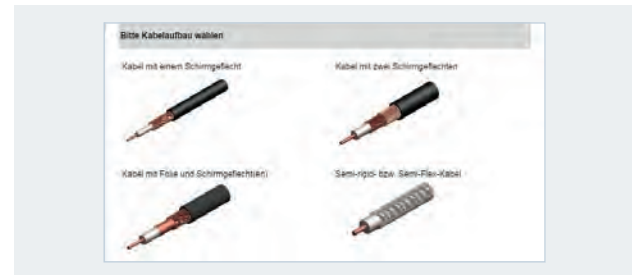 Bitte Kabelaufbau wählen
Kabel mit einem Schirmgeflecht
Kabel mit zwei Schirmgeflechten
Kabel mit Folie und Schirmgeflecht(en)
Semi-rigid- bzw. Semi-Flex-Kabel